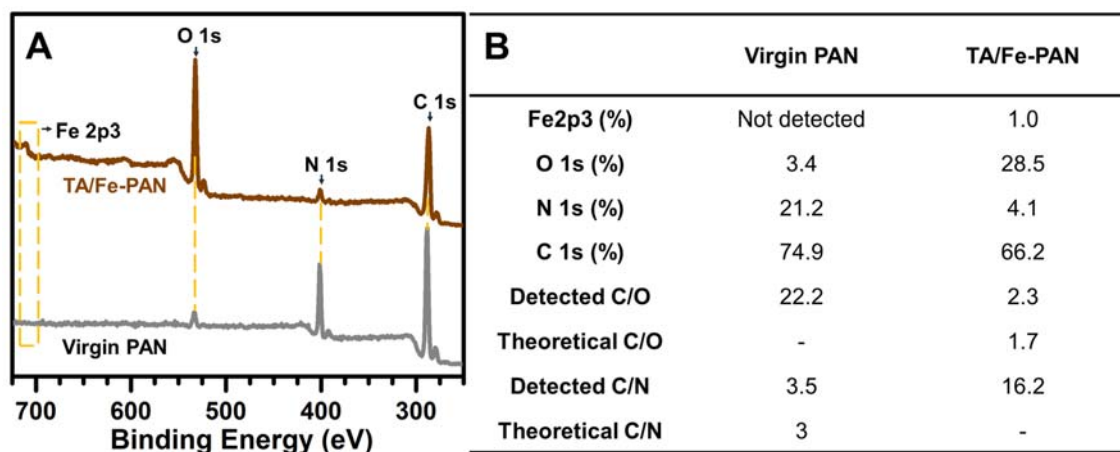 A
O 1s
C 1s
Fe 2p3
N 1s
TA/Fe-PAN
Virgin PAN
700 600 500 400 300
Binding Energy (eV)
B Virgin PAN TA/Fe-PAN
Fe2p3 (%) Not detected 1.0
O 1s (%) 3.4 28.5
N 1s (%) 21.2 4.1
C 1s (%) 74.9 66.2
Detected C/O 22.2 2.3
Theoretical C/O - 1.7
Detected C/N 3.5 16.2
Theoretical C/N 3 -